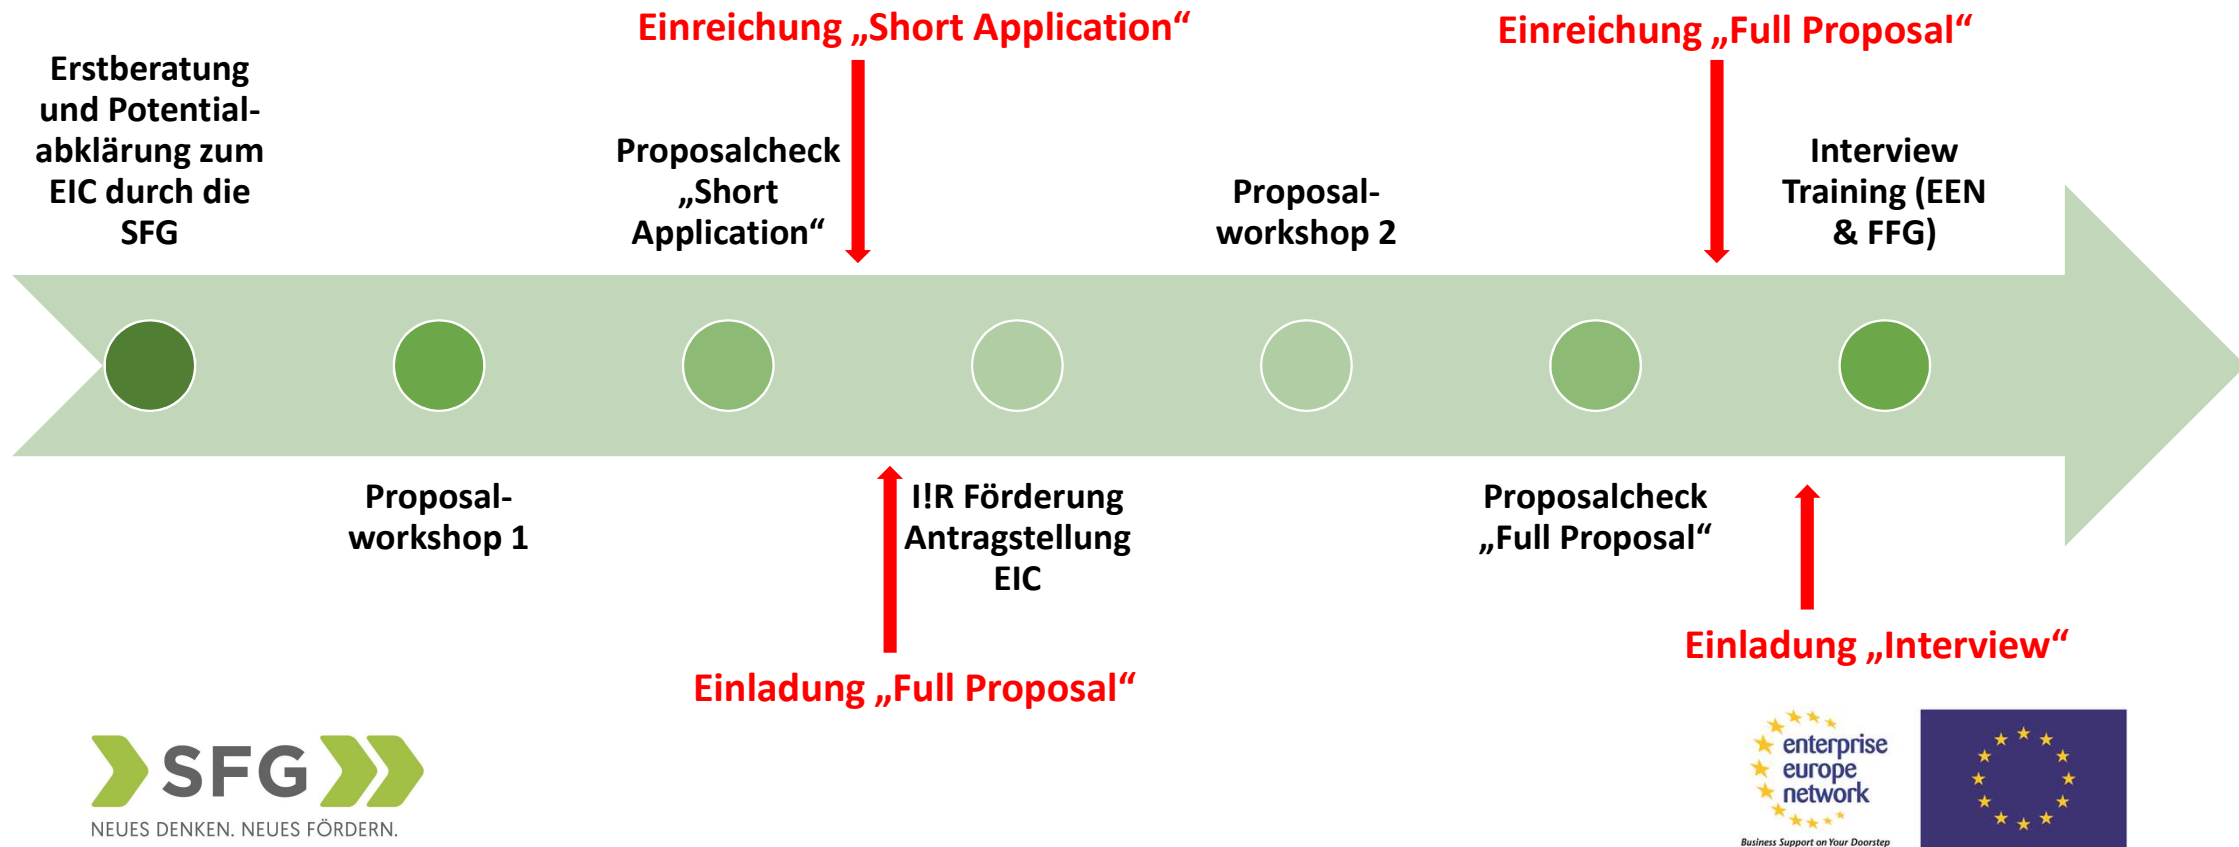 Einreichung „Short Application“
Einreichung „Full Proposal“
Erstberatung
und Potential-
abklärung zum
EIC durch die
SFG
Proposalcheck
„Short
Application“
Proposal-
workshop 2
Interview
Training (EEN
& FFG)
Proposal-
workshop 1
I!R Förderung
Antragstellung
EIC
Proposalcheck
„Full Proposal“
Einladung „Full Proposal“
Einladung „Interview“
SFG
NEUES DENKEN. NEUES FÖRDERN.
enterprise
europe
network
Business Support on Your Doorstep